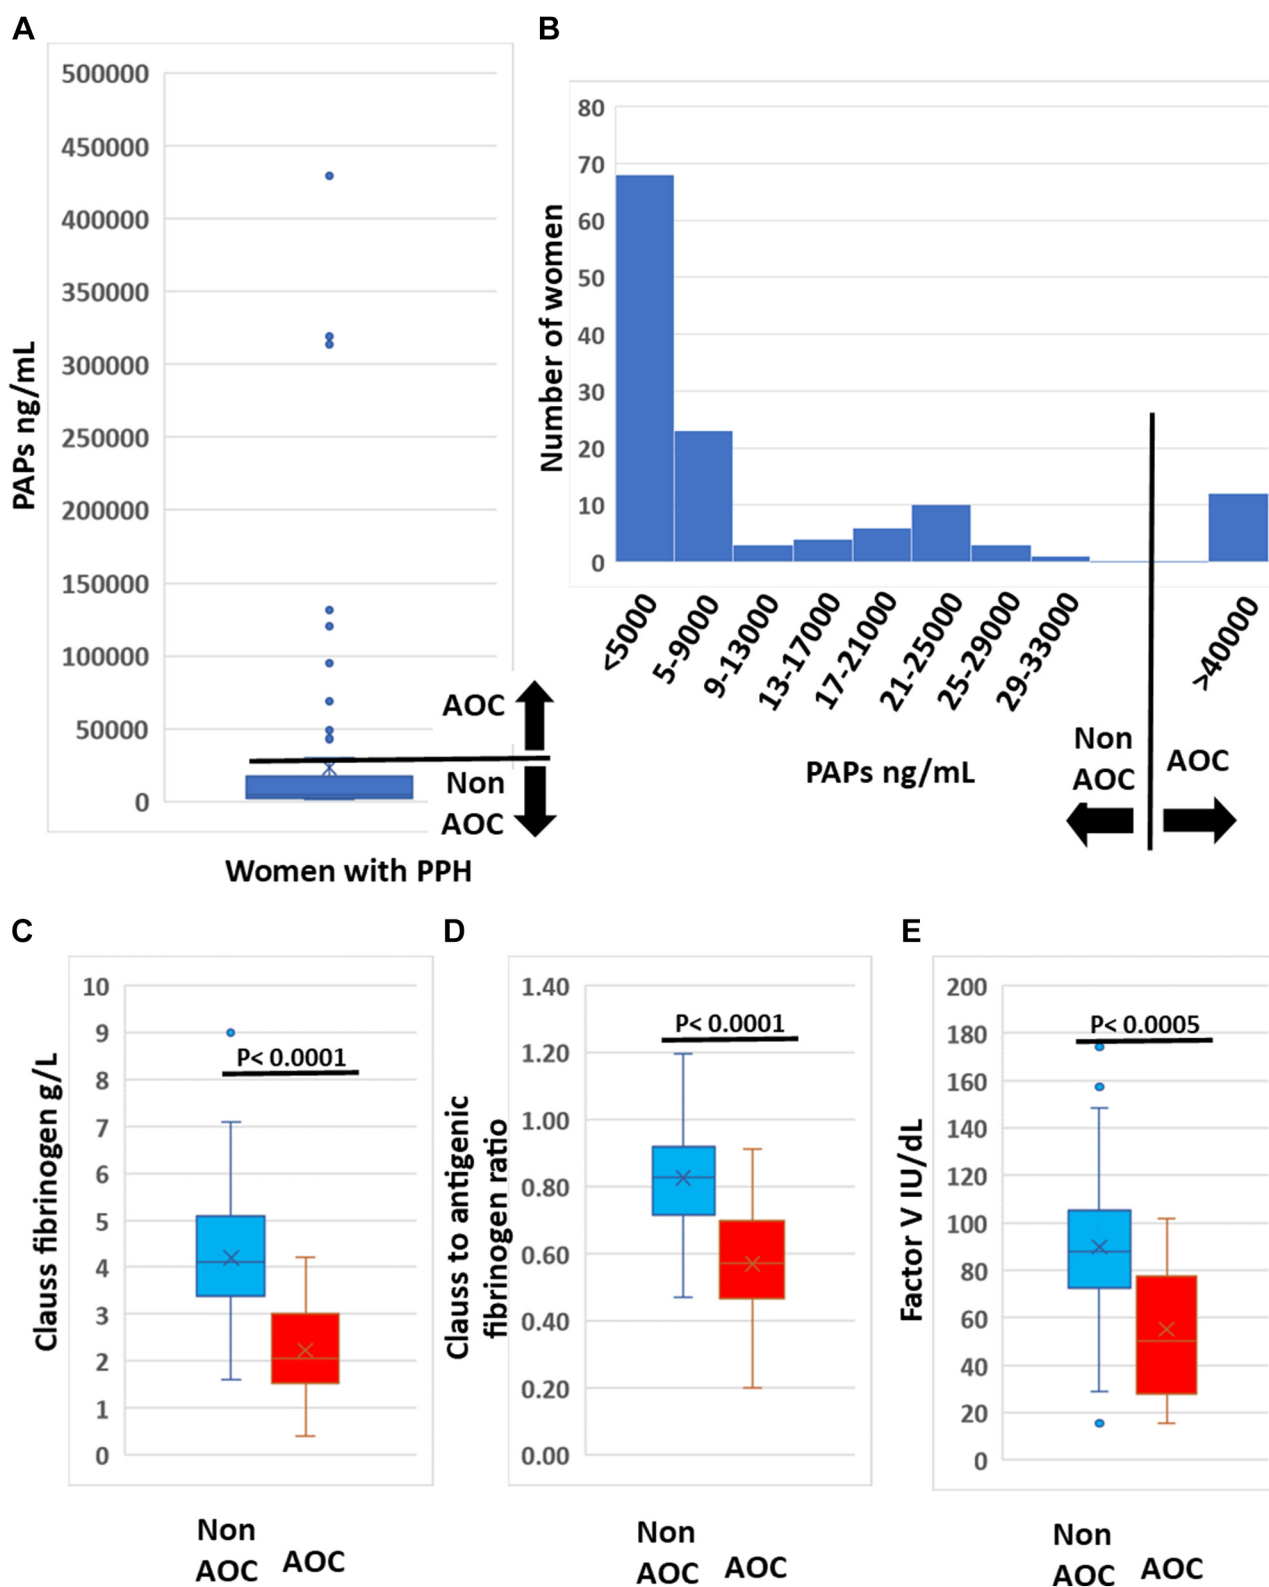 A
500000
450000
400000
350000
300000
250000
200000
150000
100000
50000
0
PAPs ng/mL
AOC
Non
AOC
Women with PPH
B
80
70
60
50
40
30
20
10
0
Number of women
<5000
5-9000
9-13000
13-17000
17-21000
21-25000
25-29000
29-33000
>40000
PAPs ng/mL
Non
AOC
AOC
C
10
9
8
7
6
5
4
3
2
1
0
Clauss fibrinogen g/L
P< 0.0001
Non
AOC
AOC
D
1.40
1.20
1.00
0.80
0.60
0.40
0.20
0.00
Clauss to antigenic
fibrinogen ratio
P< 0.0001
Non
AOC
AOC
E
200
180
160
140
120
100
80
60
40
20
0
Factor V IU/dL
P< 0.0005
Non
AOC
AOC